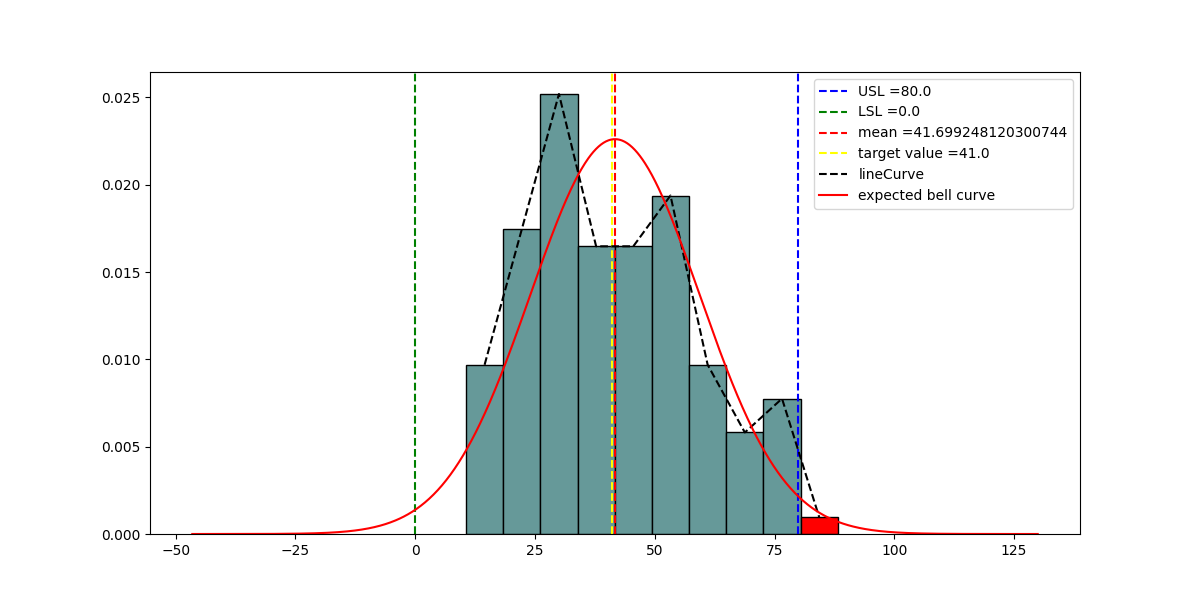 USL =80.0
LSL =0.0
mean =41.699248120300744
target value =41.0
lineCurve
expected bell curve
0.025
0.020
0.015
0.010
0.005
0.000
−50 −25 0 25 50 75 100 125